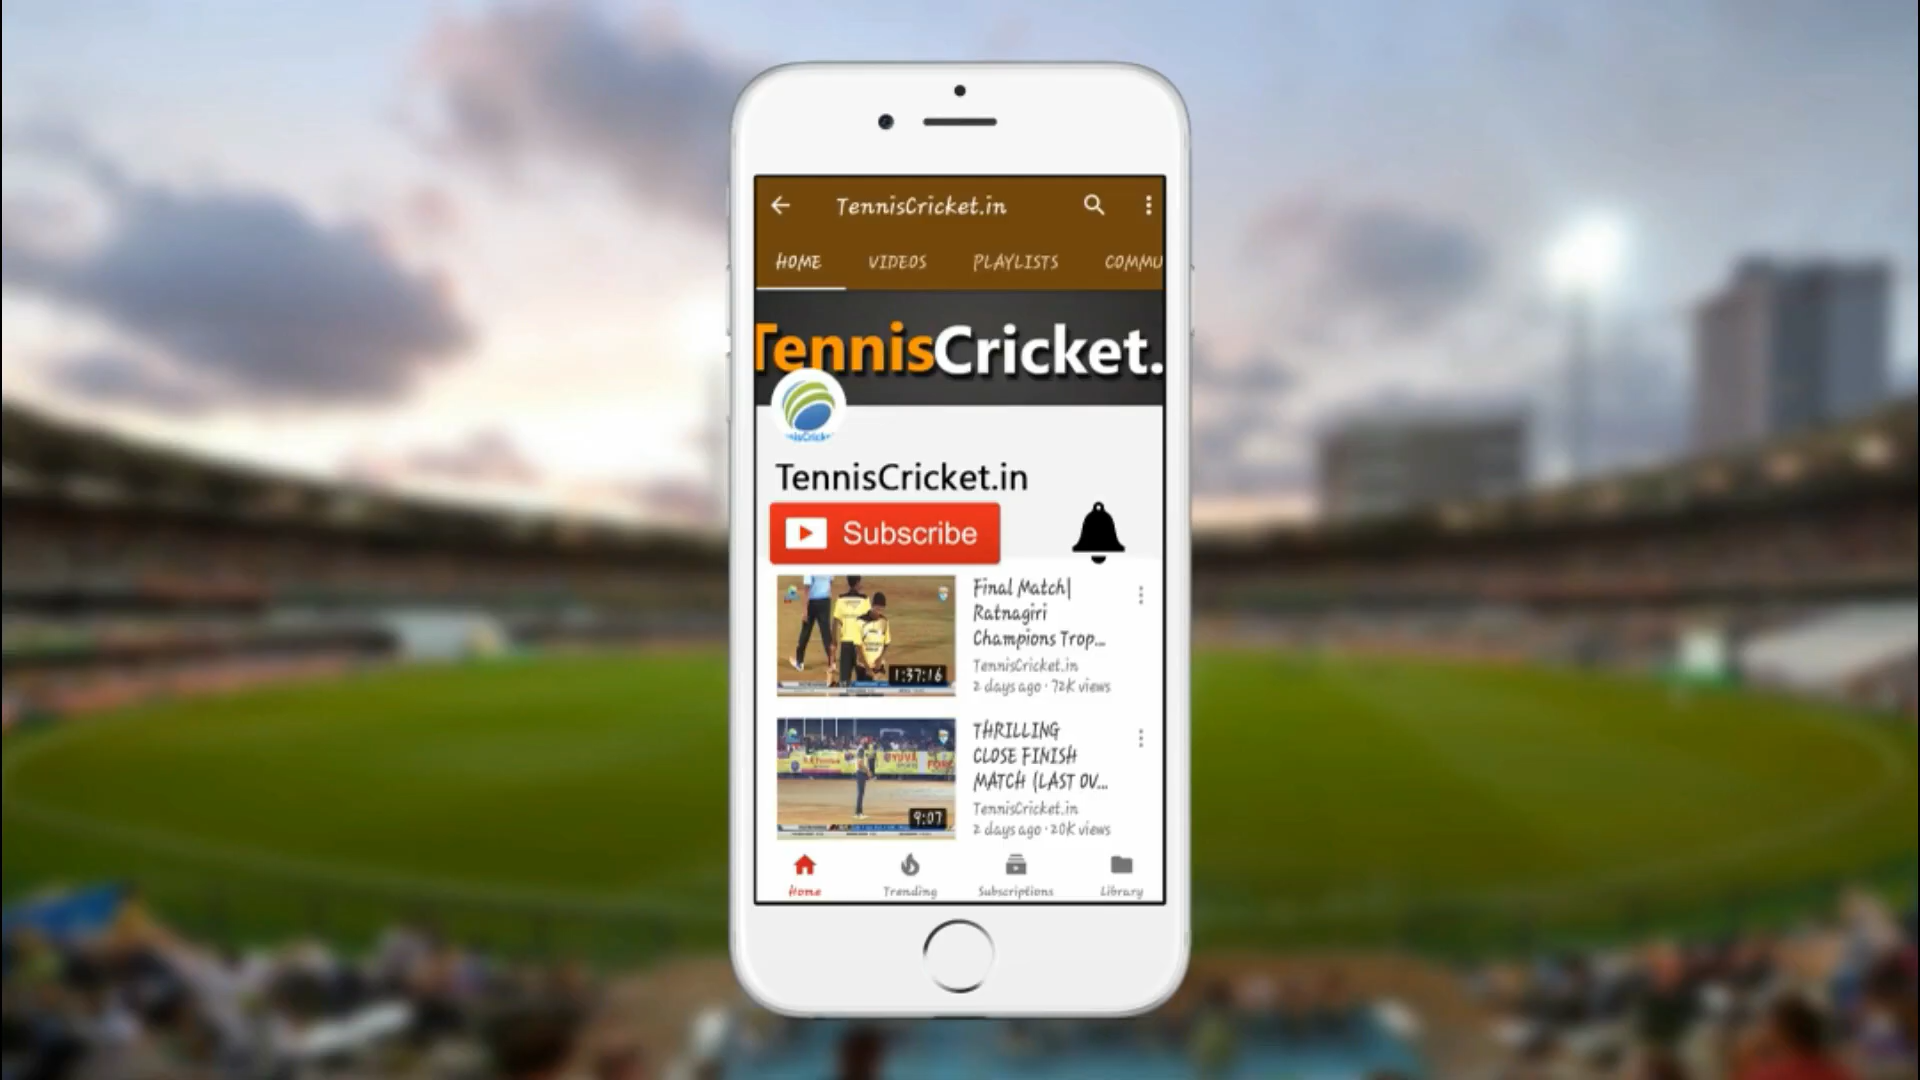 TennisCricket.in
HOME VIDEOS PLAYLISTS COMMU
TennisCricket.
TennisCricket.in
Subscribe
Final Match|
Ratnagiri
Champions Trop...
TennisCricket.in
2 days ago · 72K views
1:37:16
THRILLING
CLOSE FINISH
MATCH (LAST OV...
TennisCricket.in
2 days ago · 20K views
9:07
Home Trending Subscriptions Library